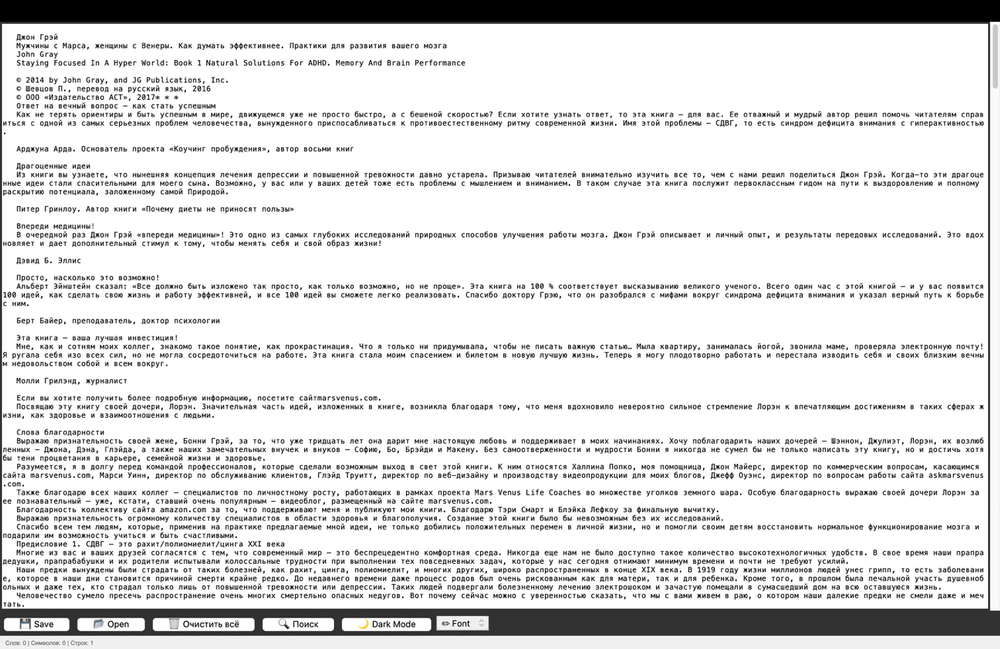 Джон Грэй
Мужчины с Марса, женщины с Венеры. Как думать эффективнее. Практики для развития вашего мозга
John Gray
Staying Focused In A Hyper World: Book 1 Natural Solutions For ADHD. Memory And Brain Performance
© 2014 by John Gray, and JG Publications, Inc.
© Шевцов П., перевод на русский язык, 2016
© ООО «Издательство АСТ», 2017* * *
Ответ на вечный вопрос – как стать успешным
Как не терять ориентиры и быть успешным в мире, движущемся уже не просто быстро, а с бешеной скоростью? Если хотите узнать ответ, то эта книга – для вас. Ее отважный и мудрый автор решил помочь читателям справ
иться с одной из самых серьезных проблем человечества, вынужденного приспосабливаться к противоестественному ритму современной жизни. Имя этой проблемы – СДВГ, то есть синдром дефицита внимания с гиперактивностью
.
Арджуна Арда. Основатель проекта «Коучинг пробуждения», автор восьми книг
Драгоценные идеи
Из книги вы узнаете, что нынешняя концепция лечения депрессии и повышенной тревожности давно устарела. Призываю читателей внимательно изучить все то, чем с нами решил поделиться Джон Грэй. Когда-то эти драгоце
нные идеи стали спасительными для моего сына. Возможно, у вас или у ваших детей тоже есть проблемы с мышлением и вниманием. В таком случае эта книга послужит первоклассным гидом на пути к выздоровлению и полному
раскрытию потенциала, заложенному самой Природой.
Питер Гринлоу. Автор книги «Почему диеты не приносят пользы»
Впереди медицины!
В очередной раз Джон Грэй «впереди медицины»! Это одно из самых глубоких исследований природных способов улучшения работы мозга. Джон Грэй описывает и личный опыт, и результаты передовых исследований. Это вдох
новляет и дает дополнительный стимул к тому, чтобы менять себя и свой образ жизни!
Дэвид Б. Эллис
Просто, насколько это возможно!
Альберт Эйнштейн сказал: «Все должно быть изложено так просто, как только возможно, но не проще». Эта книга на 100 % соответствует высказыванию великого ученого. Всего один час с этой книгой – и у вас появится
100 идей, как сделать свою жизнь и работу эффективней, и все 100 идей вы сможете легко реализовать. Спасибо доктору Грэю, что он разобрался с мифами вокруг синдрома дефицита внимания и указал верный путь к борьбе
с ним.
Берт Байер, преподаватель, доктор психологии
Эта книга – ваша лучшая инвестиция!
Мне, как и сотням моих коллег, знакомо такое понятие, как прокрастинация. Что я только ни придумывала, чтобы не писать важную статью… Мыла квартиру, занималась йогой, звонила маме, проверяла электронную почту!
Я ругала себя изо всех сил, но не могла сосредоточиться на работе. Эта книга стала моим спасением и билетом в новую лучшую жизнь. Теперь я могу плодотворно работать и перестала изводить себя и своих близким вечны
м недовольством собой и всем вокруг.
Молли Грилэнд, журналист
Если вы хотите получить более подробную информацию, посетите сайтmarsvenus.com.
Посвящаю эту книгу своей дочери, Лорэн. Значительная часть идей, изложенных в книге, возникла благодаря тому, что меня вдохновило невероятно сильное стремление Лорэн к впечатляющим достижениям в таких сферах ж
изни, как здоровье и взаимоотношения с людьми.
Слова благодарности
Выражаю признательность своей жене, Бонни Грэй, за то, что уже тридцать лет она дарит мне настоящую любовь и поддерживает в моих начинаниях. Хочу поблагодарить наших дочерей – Шэннон, Джулиэт, Лорэн, их возлюб
ленных – Джона, Дэна, Глэйда, а также наших замечательных внучек и внуков – Софию, Бо, Брэйди и Макену. Без самоотверженности и мудрости Бонни я никогда не сумел бы не только написать эту книгу, но и достичь хотя
бы тени процветания в карьере, семейной жизни и здоровье.
Разумеется, я в долгу перед командой профессионалов, которые сделали возможным выход в свет этой книги. К ним относятся Халлина Попко, моя помощница, Джон Майерс, директор по коммерческим вопросам, касающимся
сайта marsvenus.com, Марси Уинн, директор по обслуживанию клиентов, Глэйд Труитт, директор по веб-дизайну и производству видеопродукции для моих блогов, Джефф Оуэнс, директор по вопросам работы сайта askmarsvenus
.com.
Также благодарю всех наших коллег – специалистов по личностному росту, работающих в рамках проекта Mars Venus Life Coaches во множестве уголков земного шара. Особую благодарность выражаю своей дочери Лорэн за
ее познавательный – уже, кстати, ставший очень популярным – видеоблог, размещенный на сайте marsvenus.com.
Благодарность коллективу сайта amazon.com за то, что поддерживают меня и публикуют мои книги. Благодарю Тэри Смарт и Блэйка Лефкоу за финальную вычитку.
Выражаю признательность огромному количеству специалистов в области здоровья и благополучия. Создание этой книги было бы невозможным без их исследований.
Спасибо всем тем людям, которые, применив на практике предлагаемые мной идеи, не только добились положительных перемен в личной жизни, но и помогли своим детям восстановить нормальное функционирование мозга и
подарили им возможность учиться и быть счастливыми.
Предисловие 1. СДВГ – это рахит/полиомиелит/цинга XXI века
Многие из вас и ваших друзей согласятся с тем, что современный мир – это беспрецедентно комфортная среда. Никогда еще нам не было доступно такое количество высокотехнологичных удобств. В свое время наши прапра
дедушки, прапрабабушки и их родители испытывали колоссальные трудности при выполнении тех повседневных задач, которые у нас сегодня отнимают минимум времени и почти не требуют усилий.
Наши предки вынуждены были страдать от таких болезней, как рахит, цинга, полиомиелит, и многих других, широко распространенных в конце XIX века. В 1919 году жизни миллионов людей унес грипп, то есть заболевани
е, которое в наши дни становится причиной смерти крайне редко. До недавнего времени даже процесс родов был очень рискованным как для матери, так и для ребенка. Кроме того, в прошлом была печальной участь душевноб
ольных и даже тех, кто страдал только лишь от повышенной тревожности или депрессии. Таких людей подвергали болезненному лечению электрошоком и зачастую помещали в сумасшедший дом на всю оставшуюся жизнь.
Человечество сумело пресечь распространение очень многих смертельно опасных недугов. Вот почему сейчас можно с уверенностью сказать, что мы с вами живем в раю, о котором наши далекие предки не смели даже и меч
тать.
Save Open Очистить всё Поиск Dark Mode Font
Слов: 0 | Символов: 0 | Строк: 1